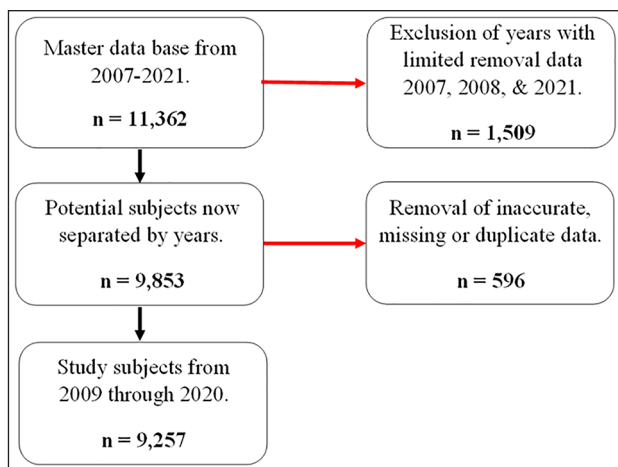 Master data base from
2007-2021.
n = 11,362
Exclusion of years with
limited removal data
2007, 2008, & 2021.
n = 1,509
Potential subjects now
separated by years.
n = 9,853
Removal of inaccurate,
missing or duplicate data.
n = 596
Study subjects from
2009 through 2020.
n = 9,257